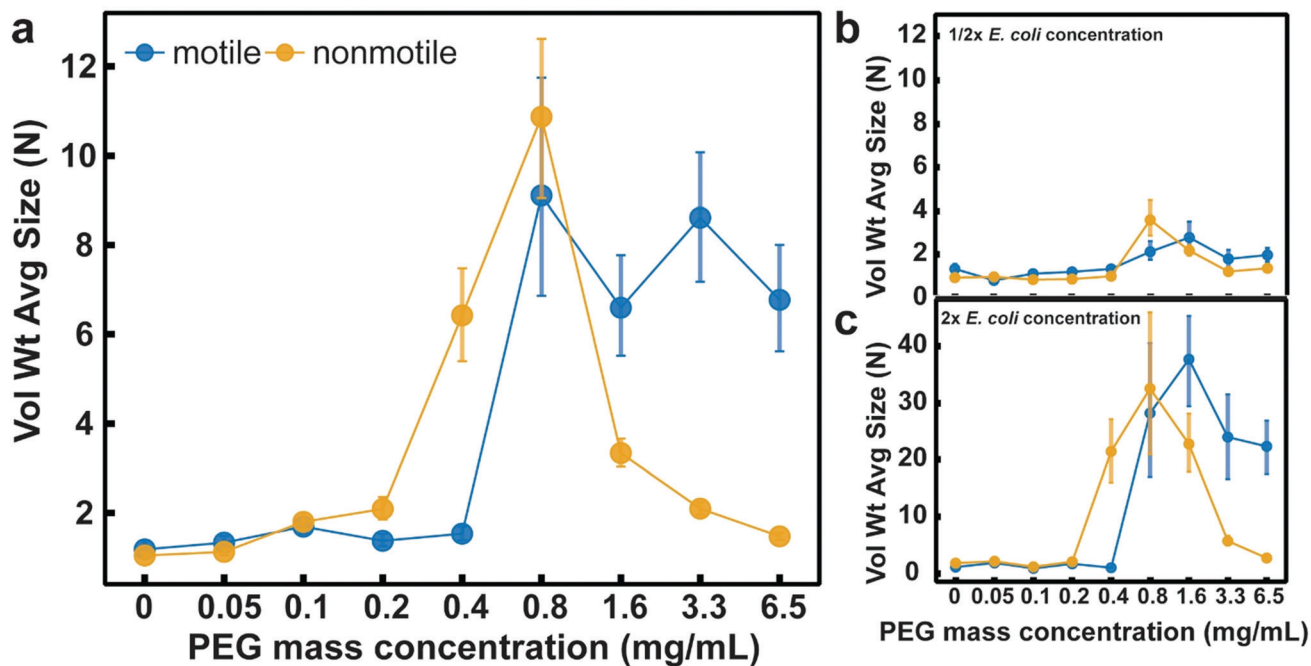 a
motile nonmotile
Vol Wt Avg Size (N)
12
10
8
6
4
2
0 0.05 0.1 0.2 0.4 0.8 1.6 3.3 6.5
PEG mass concentration (mg/mL)
b
1/2x E. coli concentration
Vol Wt Avg Size (N)
12
10
8
6
4
2
0
c
2x E. coli concentration
Vol Wt Avg Size (N)
40
30
20
10
0
0 0.05 0.1 0.2 0.4 0.8 1.6 3.3 6.5
PEG mass concentration (mg/mL)